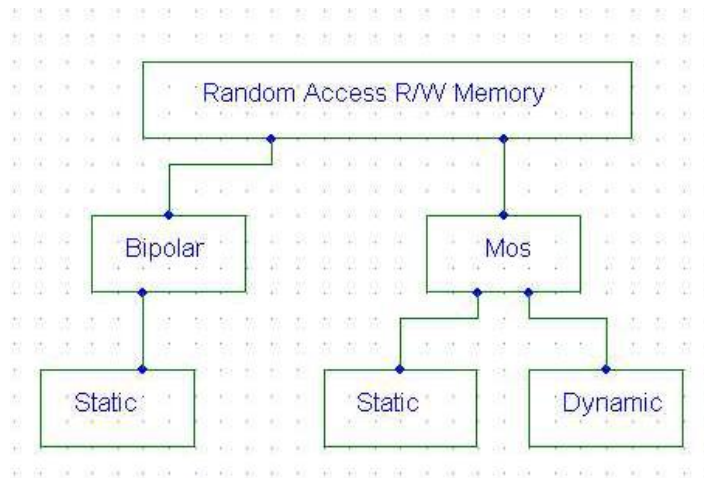 Random Access R/W Memory
Bipolar
Mos
Static
Static
Dynamic